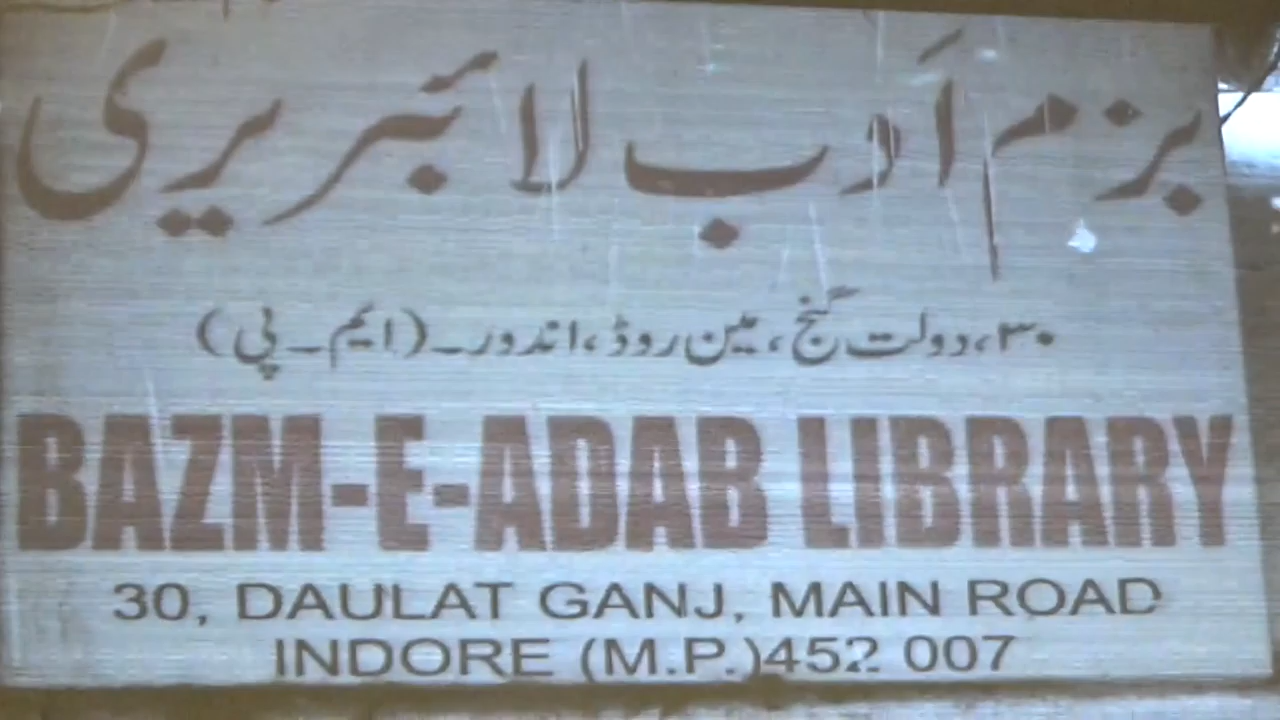 بزم اَدب لائبریری
۳۰، دولت گنج، مین روڈ، اندور۔ (ایم۔پی)
BAZM-E-ADAB LIBRARY
30, DAULAT GANJ, MAIN ROAD
INDORE (M.P.)452 007